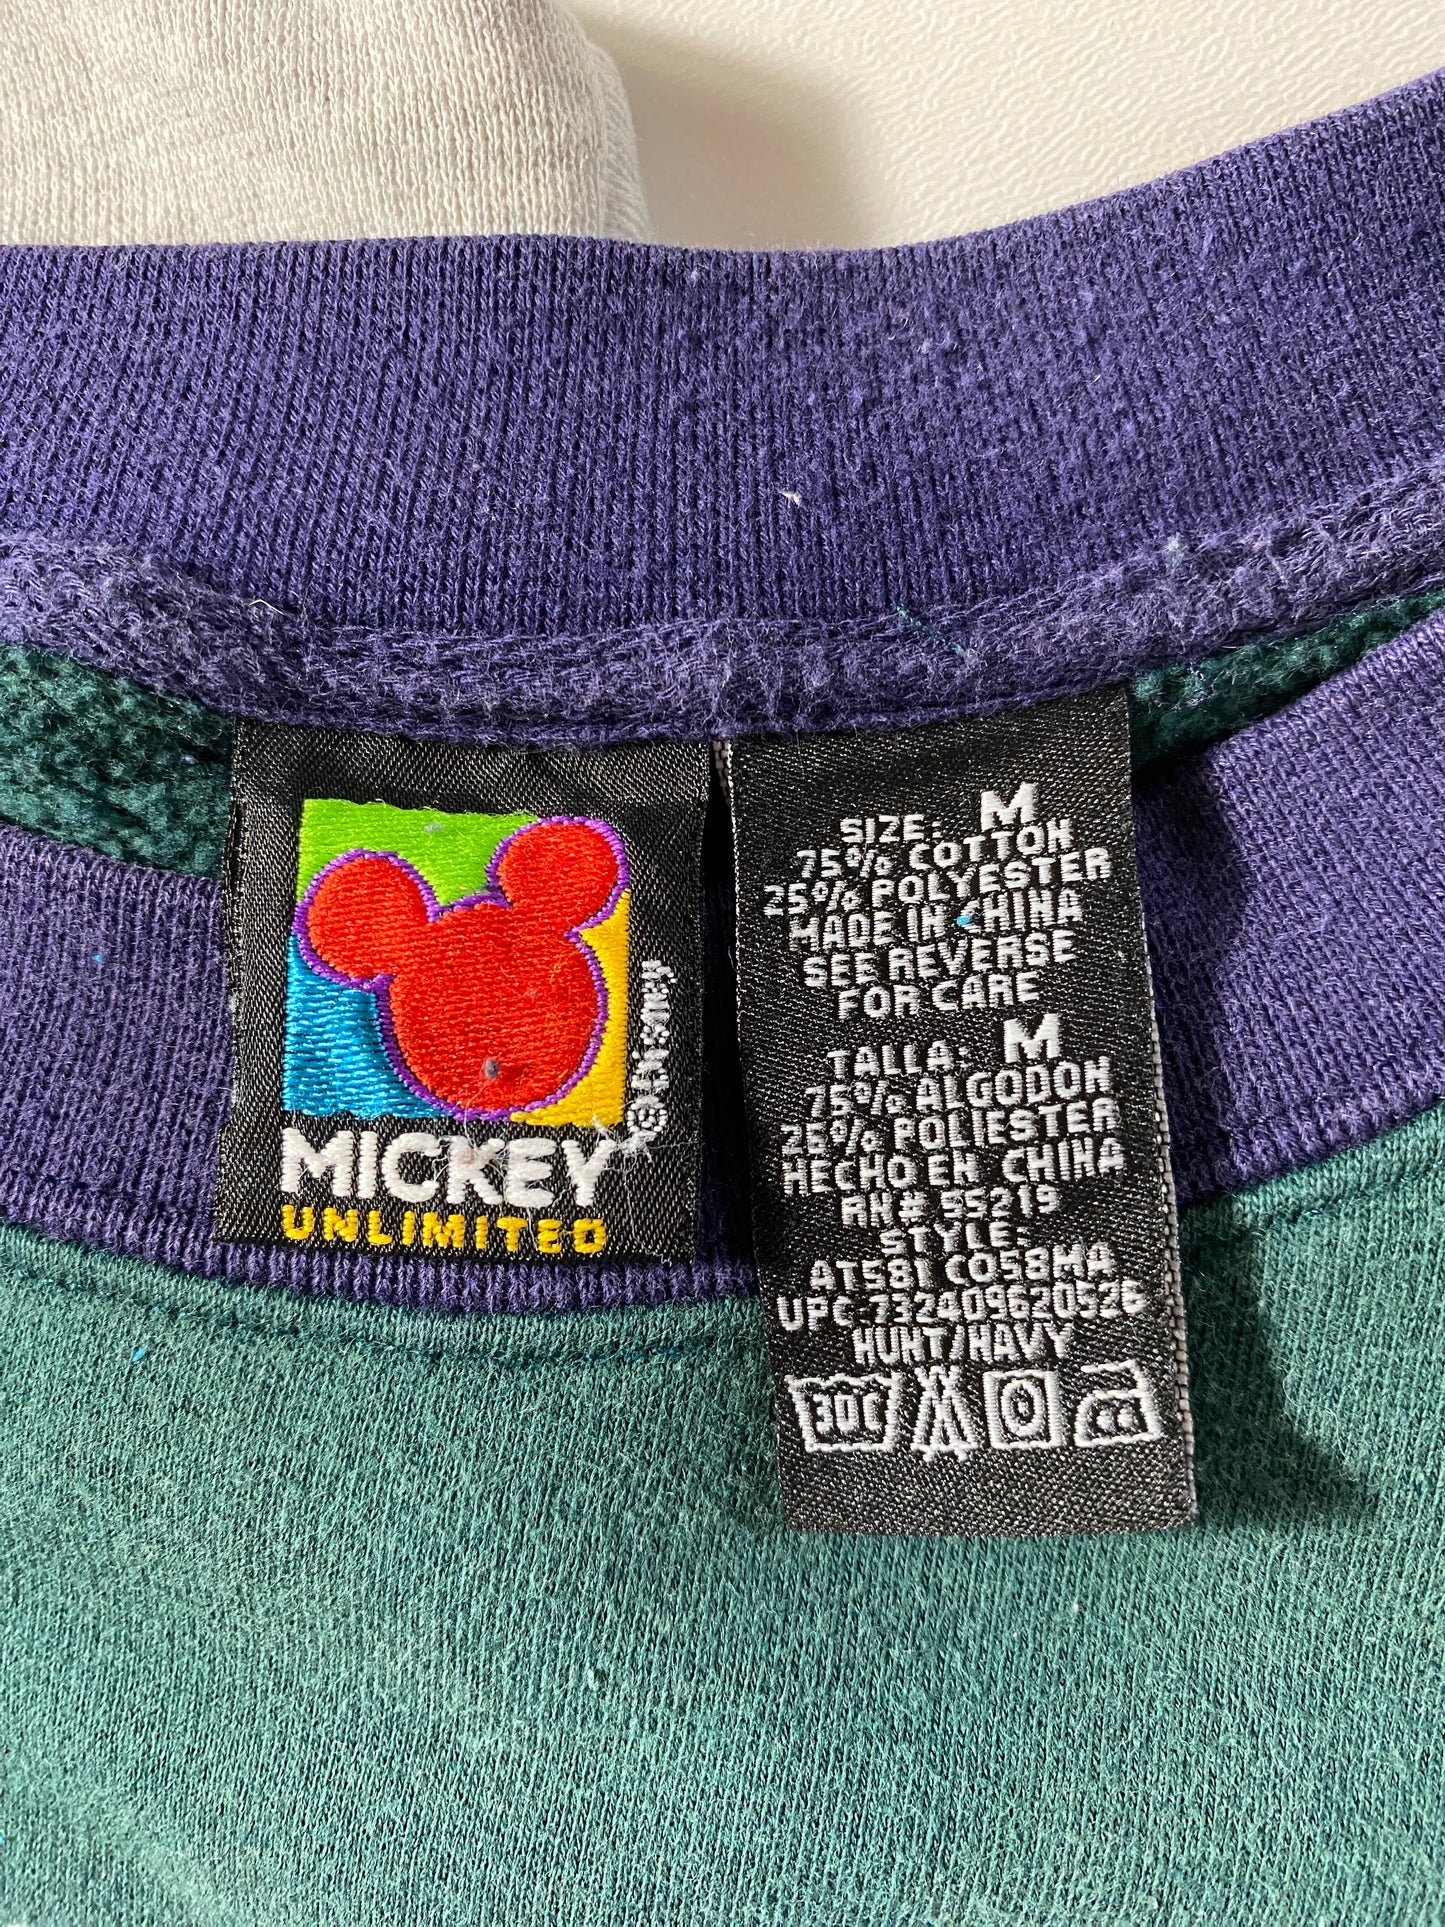 © Disney
MICKEY
UNLIMITED
SIZE: M
75% COTTON
25% POLYESTER
MADE IN CHINA
SEE REVERSE
FOR CARE
TALLA: M
75% ALGODON
25% POLIESTER
HECHO EN CHINA
RN# 55219
STYLE:
AT581 C058MA
UPC 732409620526
HUNT/NAVY
30C